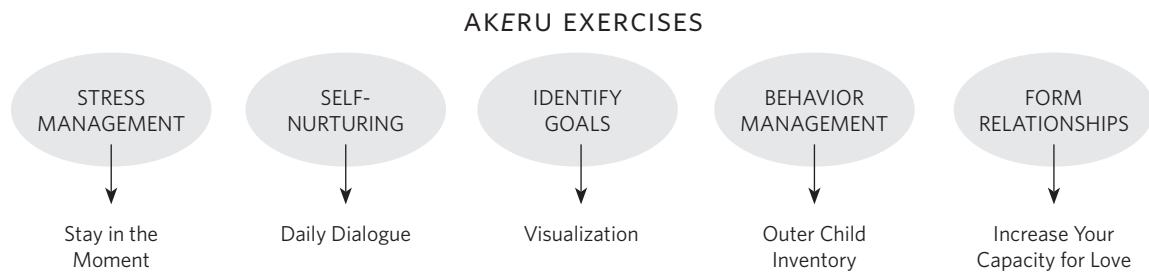 AKERU EXERCISES
STRESS
MANAGEMENT
SELF-
NURTURING
IDENTIFY
GOALS
BEHAVIOR
MANAGEMENT
FORM
RELATIONSHIPS
Stay in the
Moment
Daily Dialogue
Visualization
Outer Child
Inventory
Increase Your
Capacity for Love